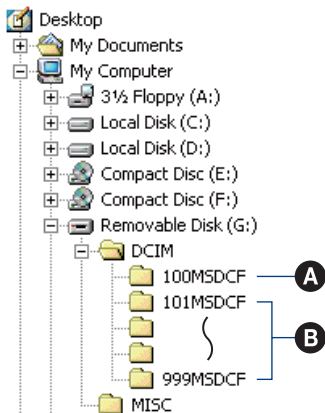 Desktop
My Documents
My Computer
3½ Floppy (A:)
Local Disk (C:)
Local Disk (D:)
Compact Disc (E:)
Compact Disc (F:)
Removable Disk (G:)
DCIM
100MSDCF A
101MSDCF
B
999MSDCF
MISC